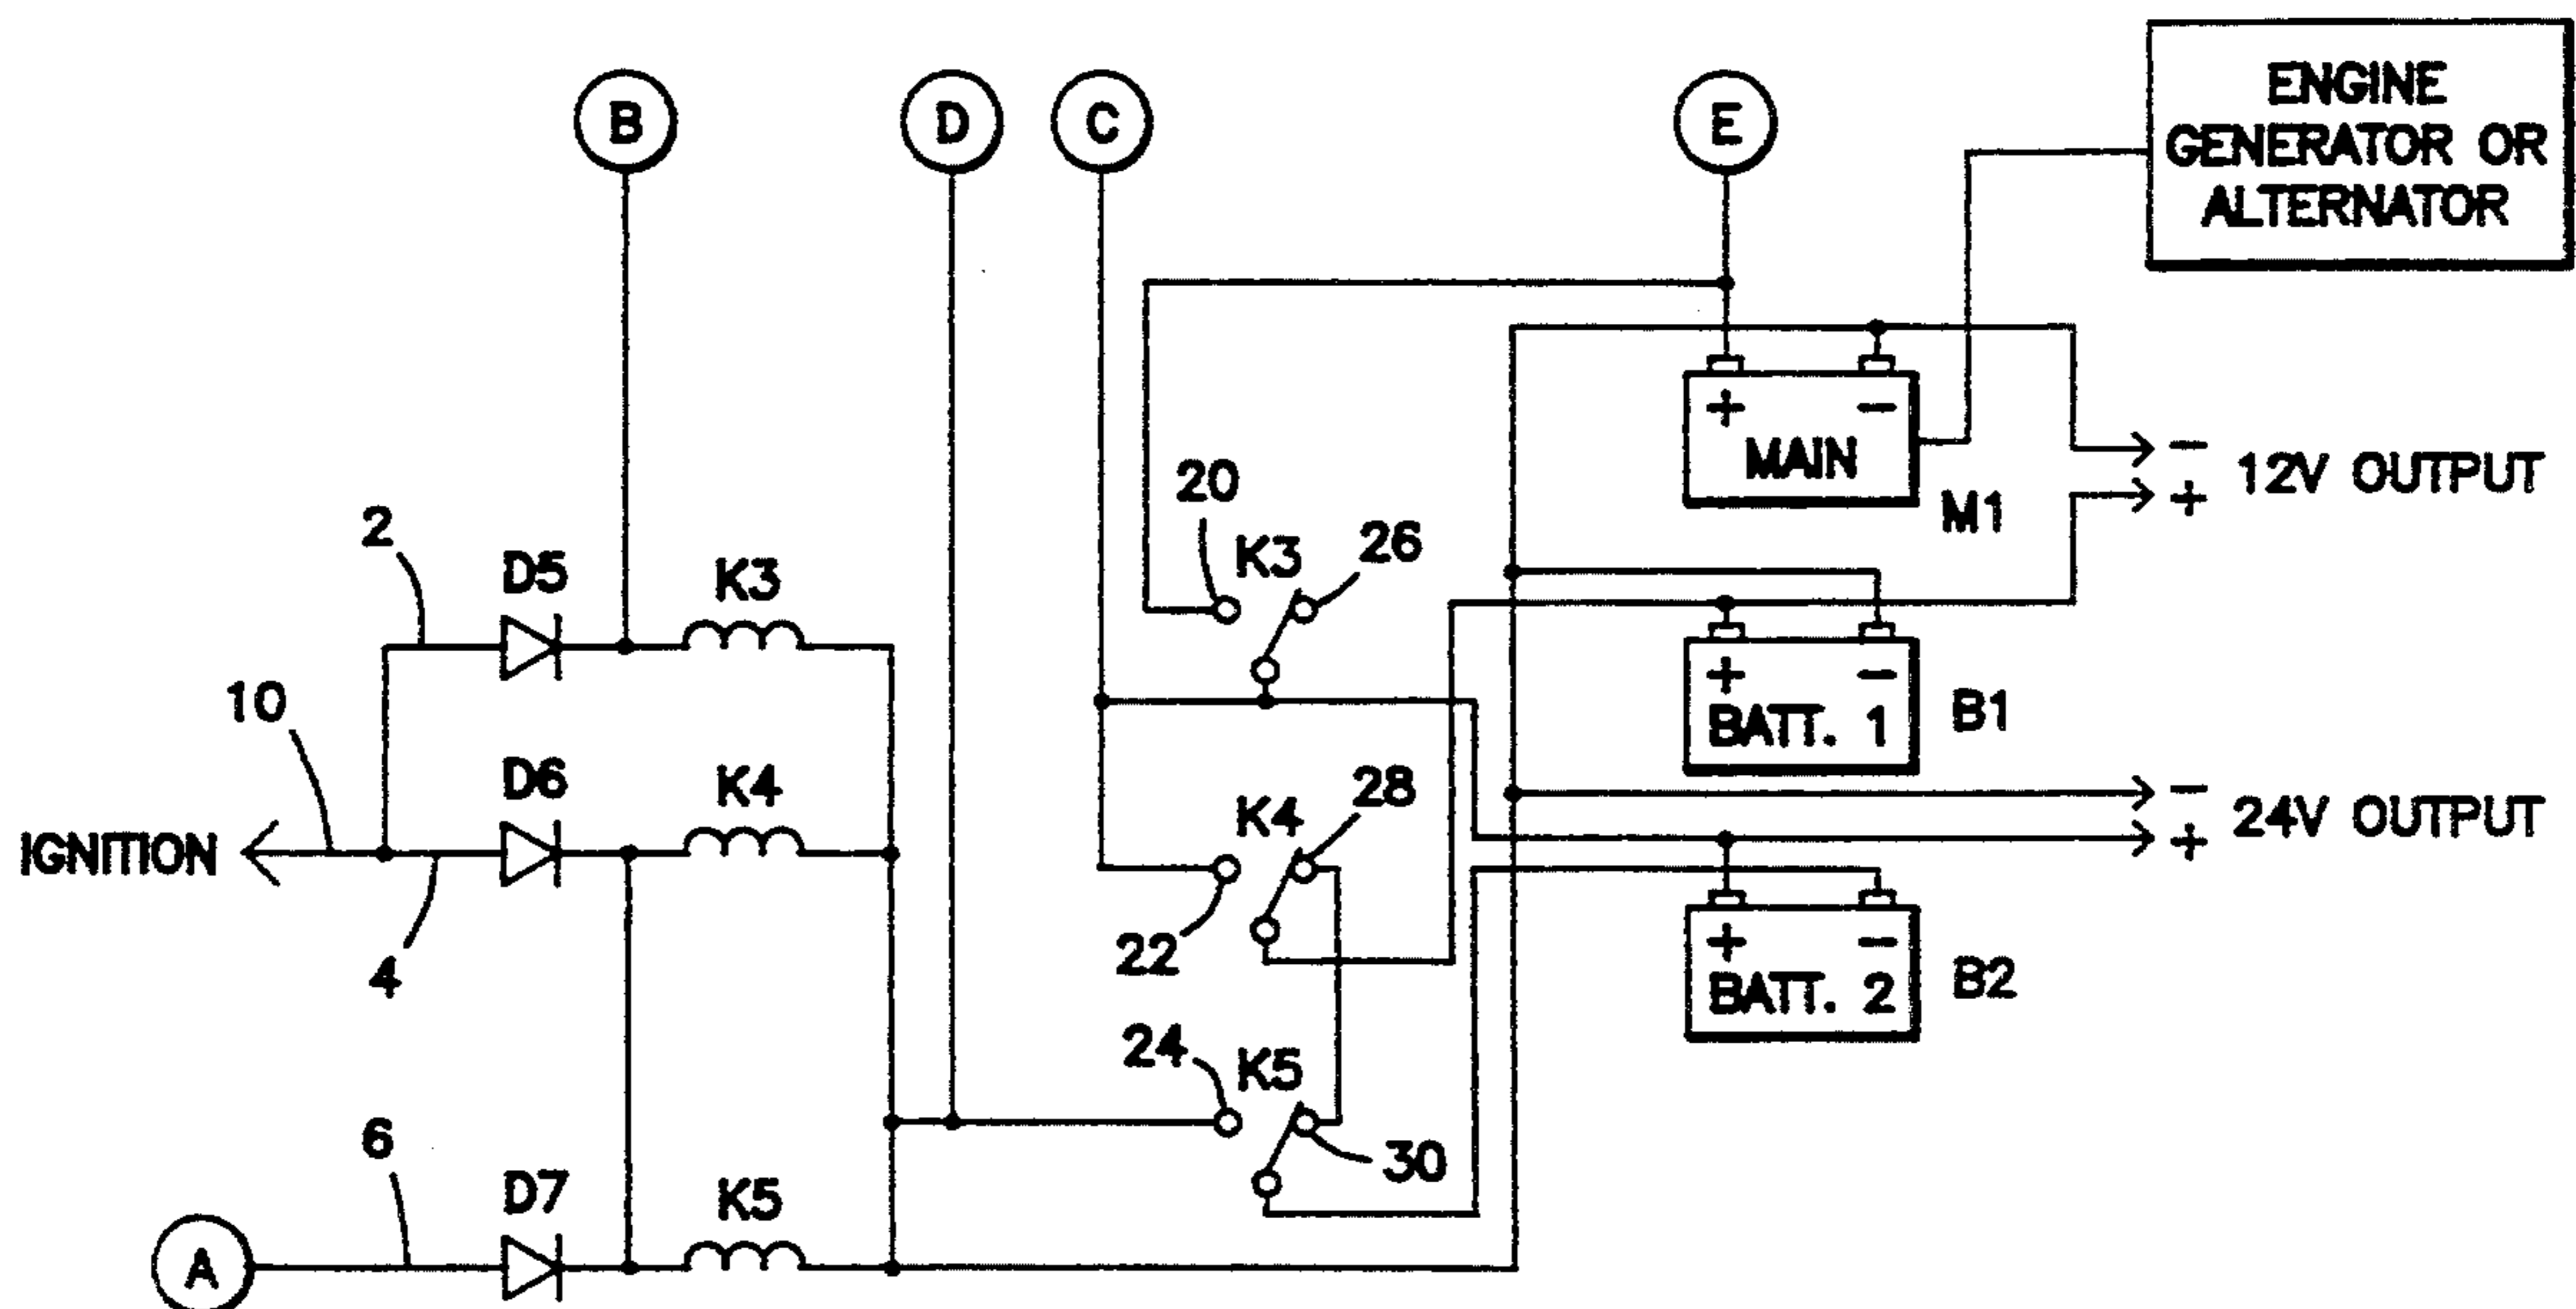 B
D
C
E
ENGINE
GENERATOR OR
ALTERNATOR
+ −
MAIN
M1
− 12V OUTPUT
+
20
K3
26
2
D5
K3
+ −
BATT. 1
B1
10
D6
K4
K4
28
− 24V OUTPUT
+
IGNITION
4
22
+ −
BATT. 2
B2
24
K5
30
6
D7
K5
A